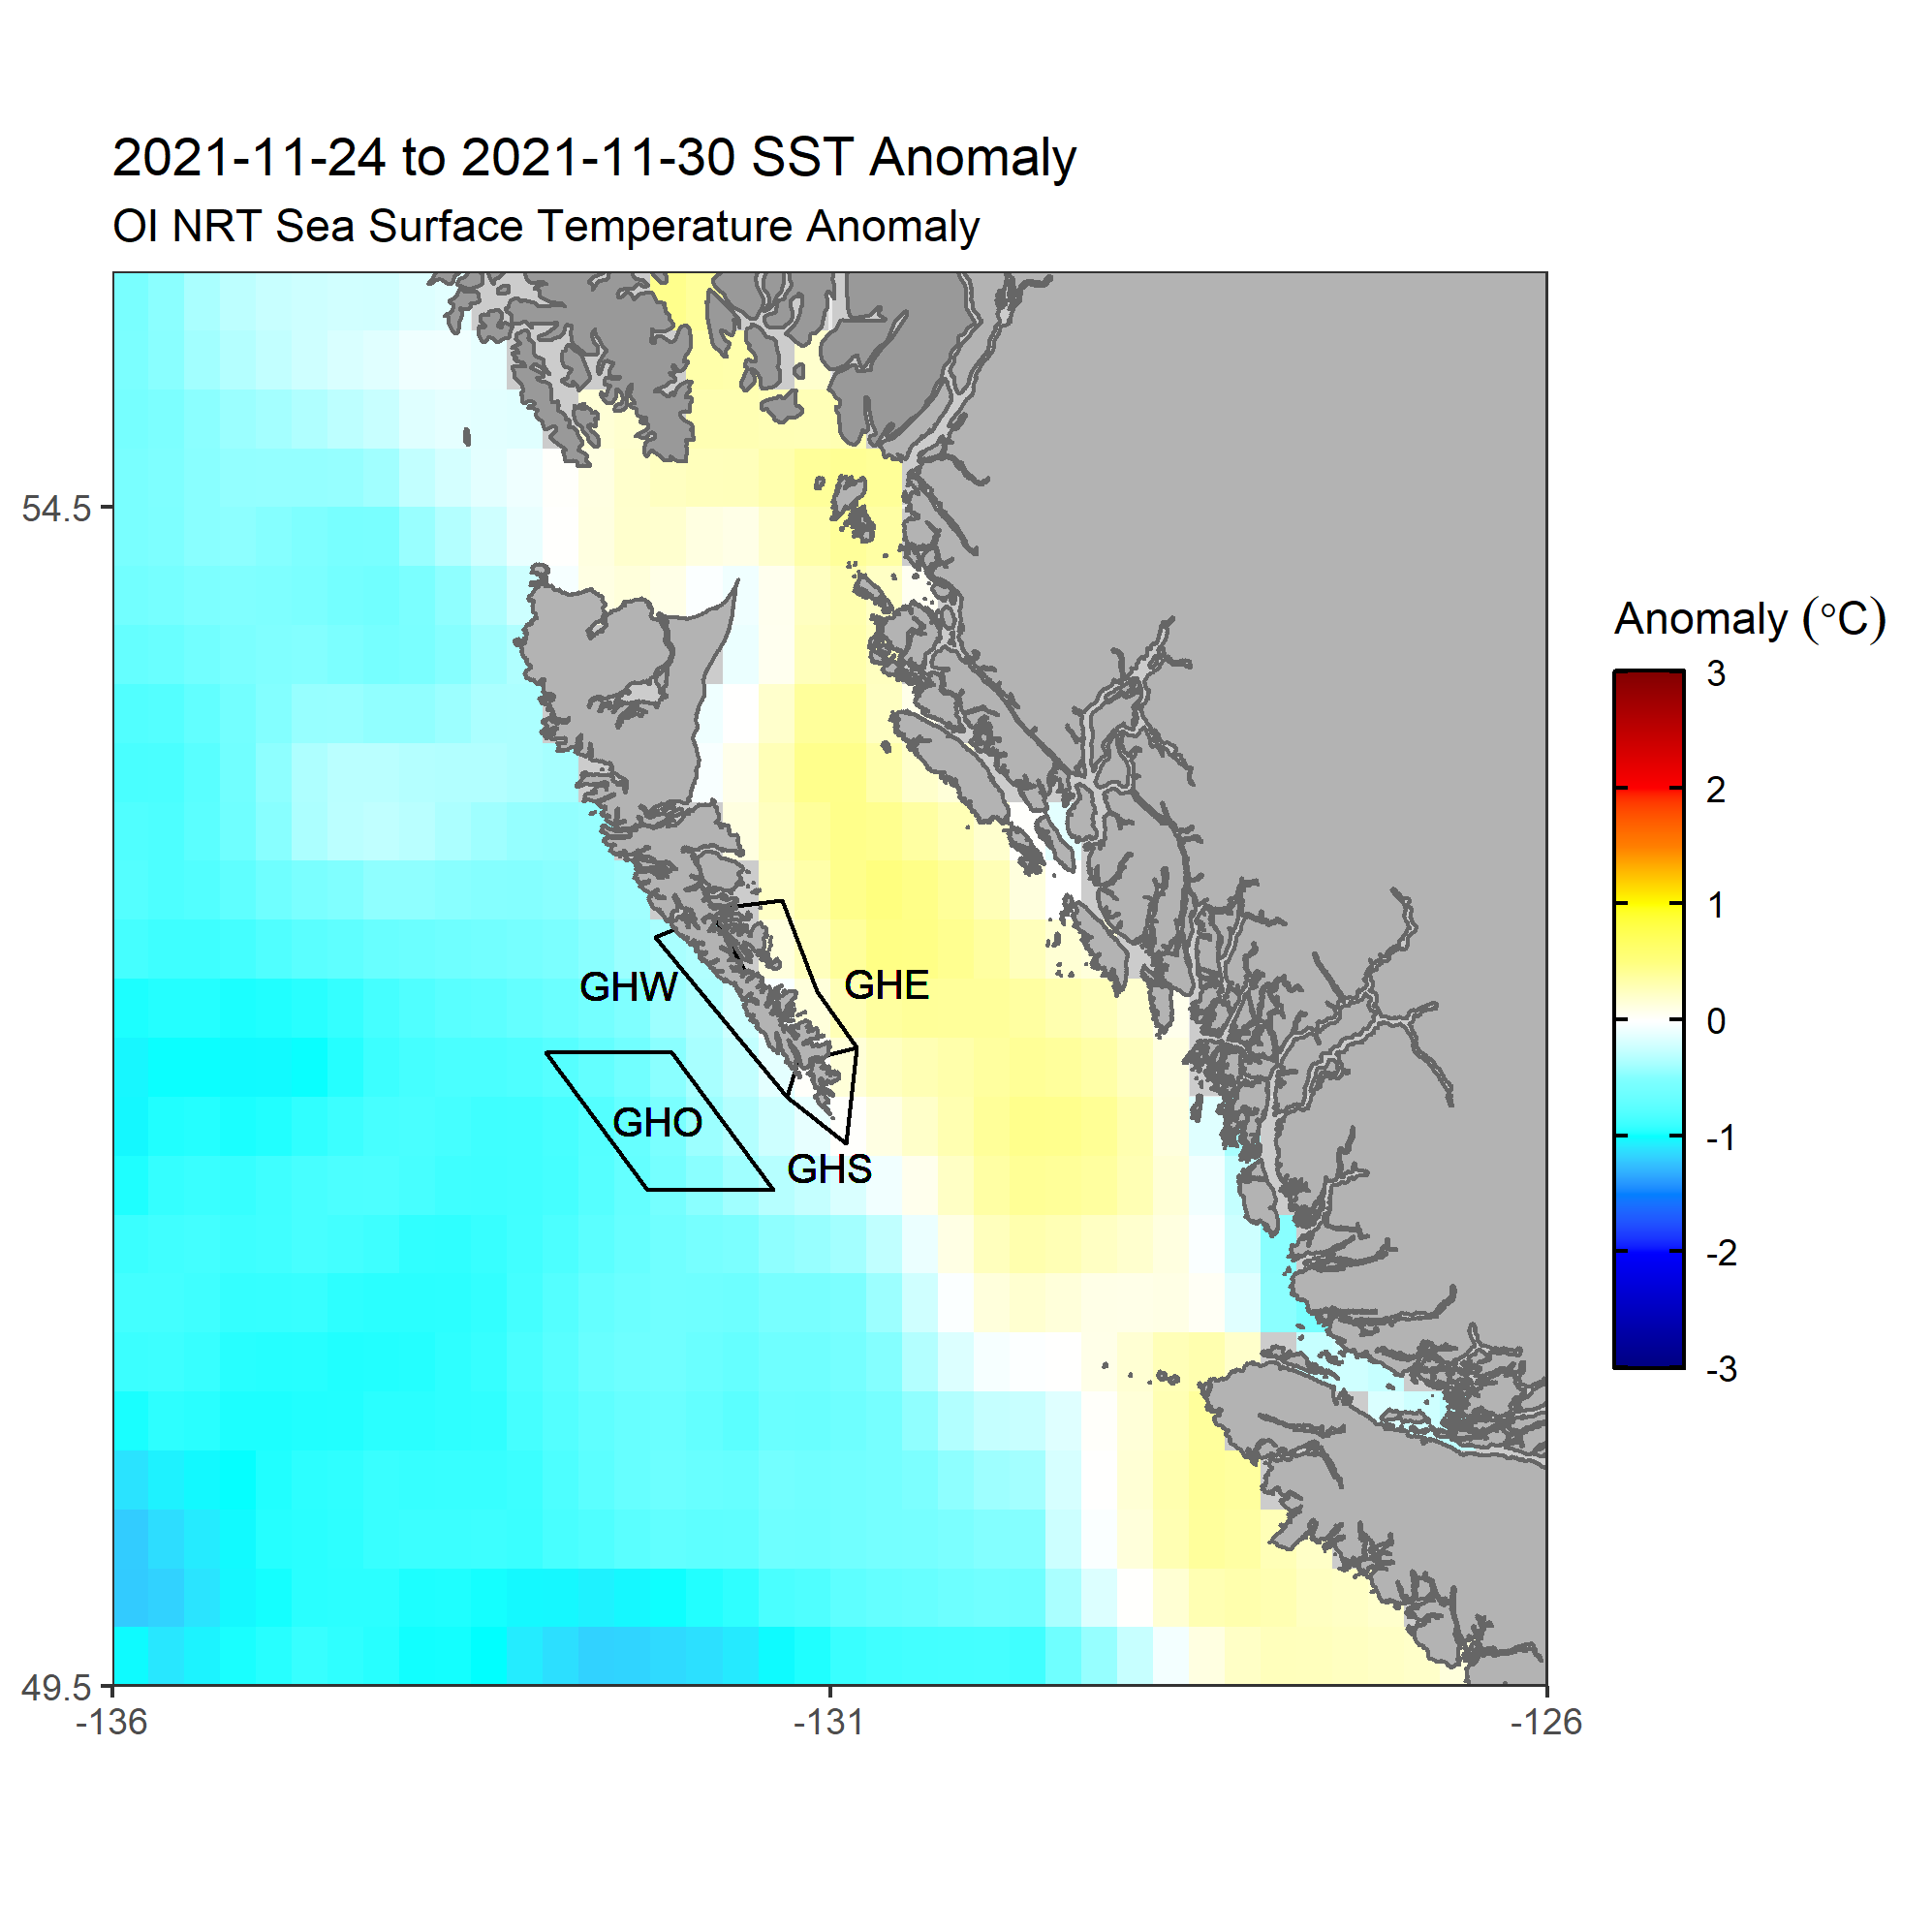 2021-11-24 to 2021-11-30 SST Anomaly
OI NRT Sea Surface Temperature Anomaly
54.5
49.5
-136
-131
-126
GHW
GHE
GHO
GHS
Anomaly (°C)
3
2
1
0
-1
-2
-3